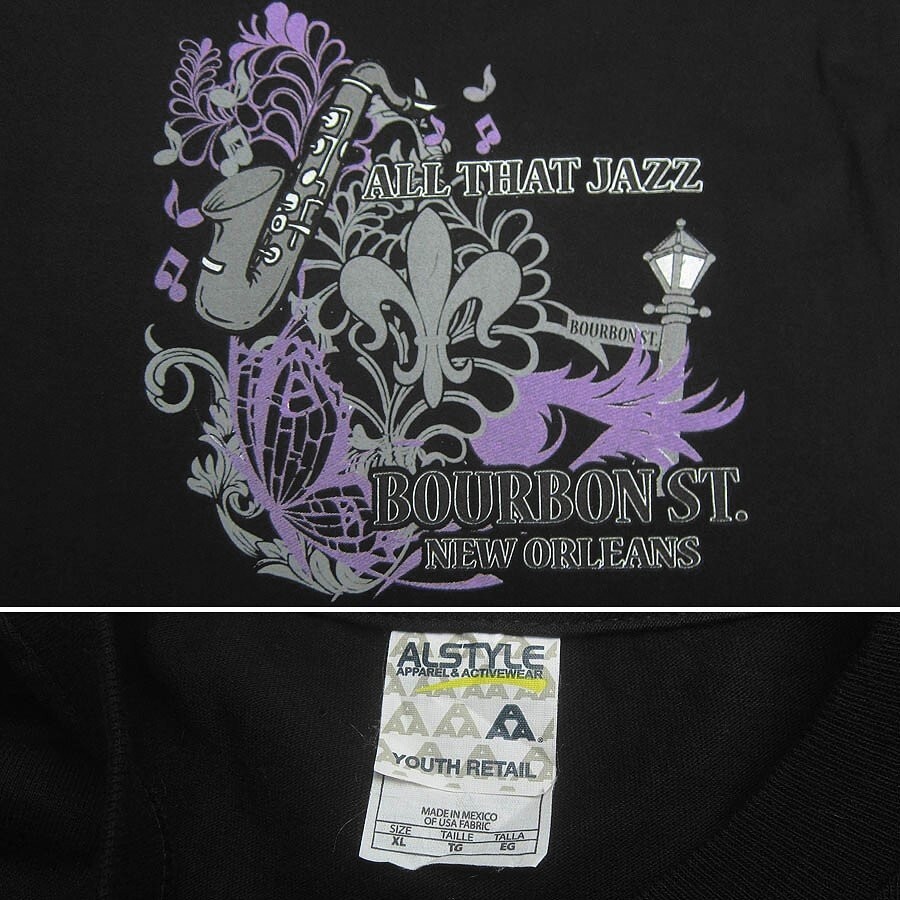 ALL THAT JAZZ
BOURBON ST.
BOURBON ST.
NEW ORLEANS
ALSTYLE
APPAREL & ACTIVEWEAR
AA®
YOUTH RETAIL
MADE IN MEXICO
OF USA FABRIC
SIZE TAILLE TALLA
XL TG EG